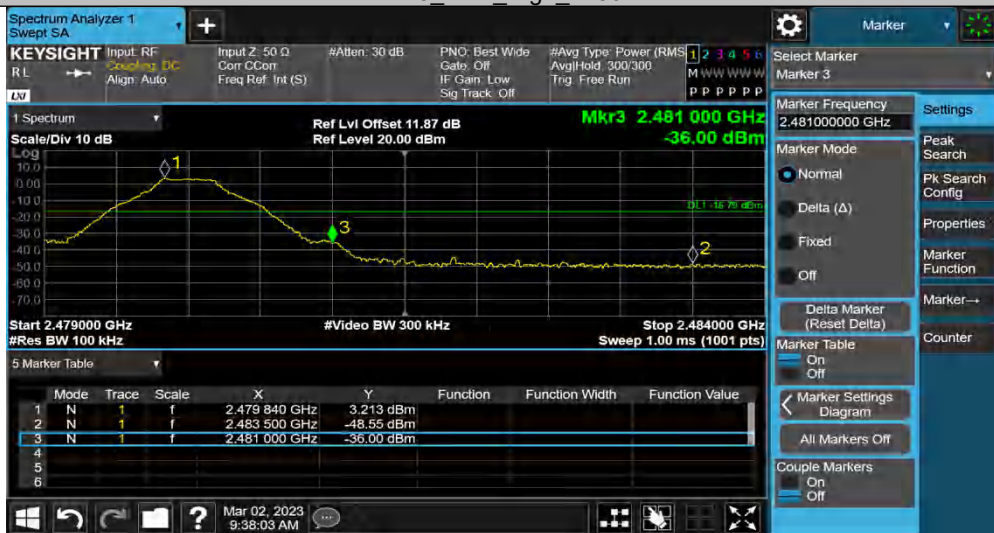 Spectrum Analyzer 1
Swept SA
+
Marker
KEYSIGHT
RL
LXI
Input: RF
Coupling: DC
Align: Auto
Input Z: 50 Ω
Corr CCorr
Freq Ref: Int (S)
#Atten: 30 dB
PNO: Best Wide
Gate: Off
IF Gain: Low
Sig Track: Off
#Avg Type: Power (RMS
Avg|Hold: 300/300
Trig: Free Run
1 2 3 4 5 6
M W W W W W
P P P P P P
Select Marker
Marker 3
1 Spectrum
Scale/Div 10 dB
Ref Lvl Offset 11.87 dB
Ref Level 20.00 dBm
Mkr3 2.481 000 GHz
-36.00 dBm
Log
10.0
0.00
-10.0
-20.0
-30.0
-40.0
-50.0
-60.0
-70.0
1
3
2
DL1 -16.79 dBm
Start 2.479000 GHz
#Res BW 100 kHz
#Video BW 300 kHz
Stop 2.484000 GHz
Sweep 1.00 ms (1001 pts)
5 Marker Table
Mode Trace Scale X Y Function Function Width Function Value
1 N 1 f 2.479 840 GHz 3.213 dBm
2 N 1 f 2.483 500 GHz -48.55 dBm
3 N 1 f 2.481 000 GHz -36.00 dBm
4
5
6
Marker Frequency
2.481000000 GHz
Marker Mode
Normal
Delta (Δ)
Fixed
Off
Delta Marker
(Reset Delta)
Marker Table
On
Off
Marker Settings
Diagram
All Markers Off
Couple Markers
On
Off
Settings
Peak
Search
Pk Search
Config
Properties
Marker
Function
Marker→
Counter
?
Mar 02, 2023
9:38:03 AM